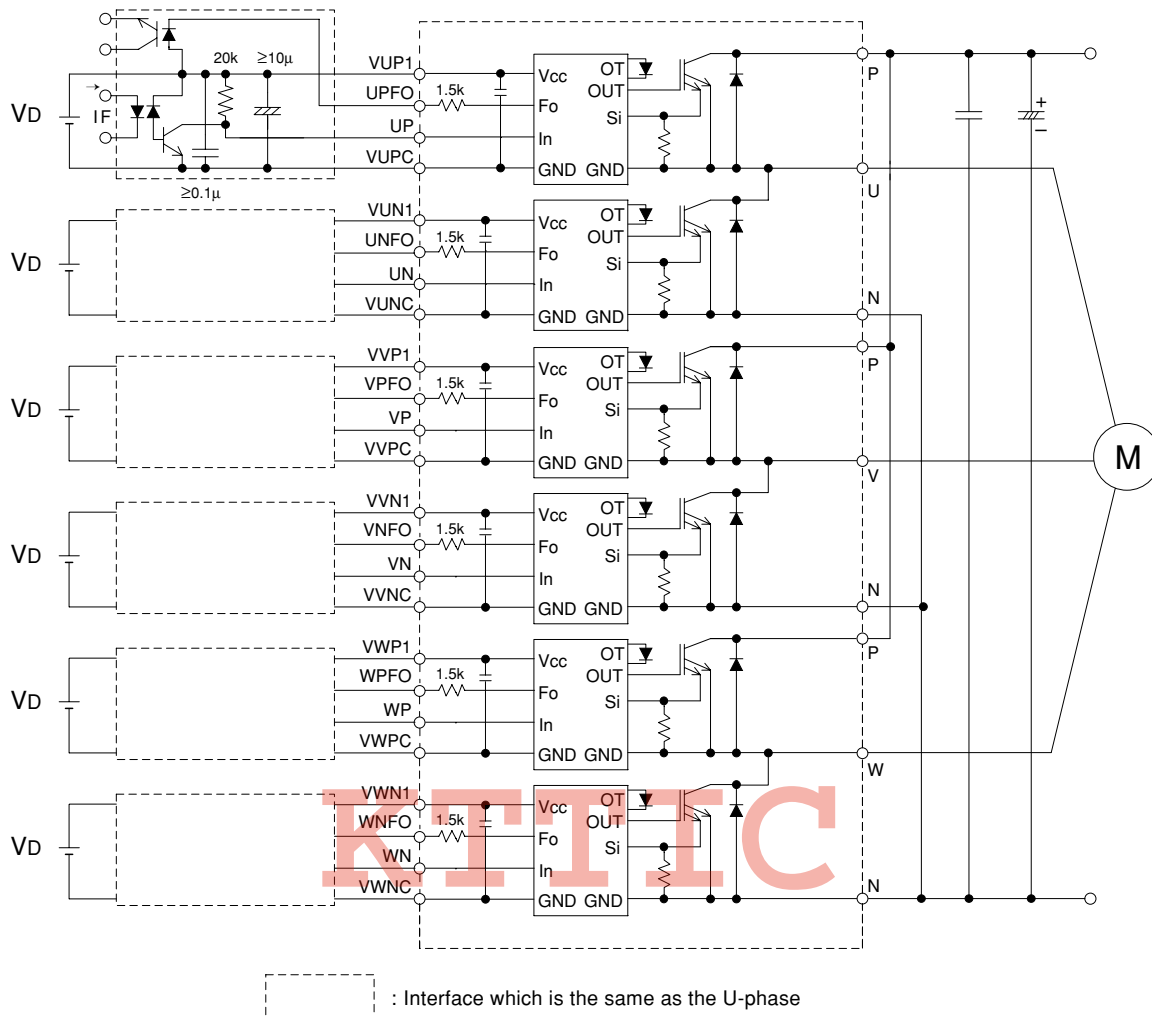 20k
≥10μ
≥0.1μ
VD
IF
VUP1
UPFO
UP
VUPC
1.5k
Vcc
Fo
In
GND
GND
OT
OUT
Si
P
U
+
–
VD
VUN1
UNFO
UN
VUNC
1.5k
Vcc
Fo
In
GND
GND
OT
OUT
Si
N
VD
VVP1
VPFO
VP
VVPC
1.5k
Vcc
Fo
In
GND
GND
OT
OUT
Si
P
V
M
VD
VVN1
VNFO
VN
VVNC
1.5k
Vcc
Fo
In
GND
GND
OT
OUT
Si
N
VD
VWP1
WPFO
WP
VWPC
1.5k
Vcc
Fo
In
GND
GND
OT
OUT
Si
P
W
VD
VWN1
WNFO
WN
VWNC
1.5k
Vcc
Fo
In
GND
GND
OT
OUT
Si
N
KTTIC
: Interface which is the same as the U-phase